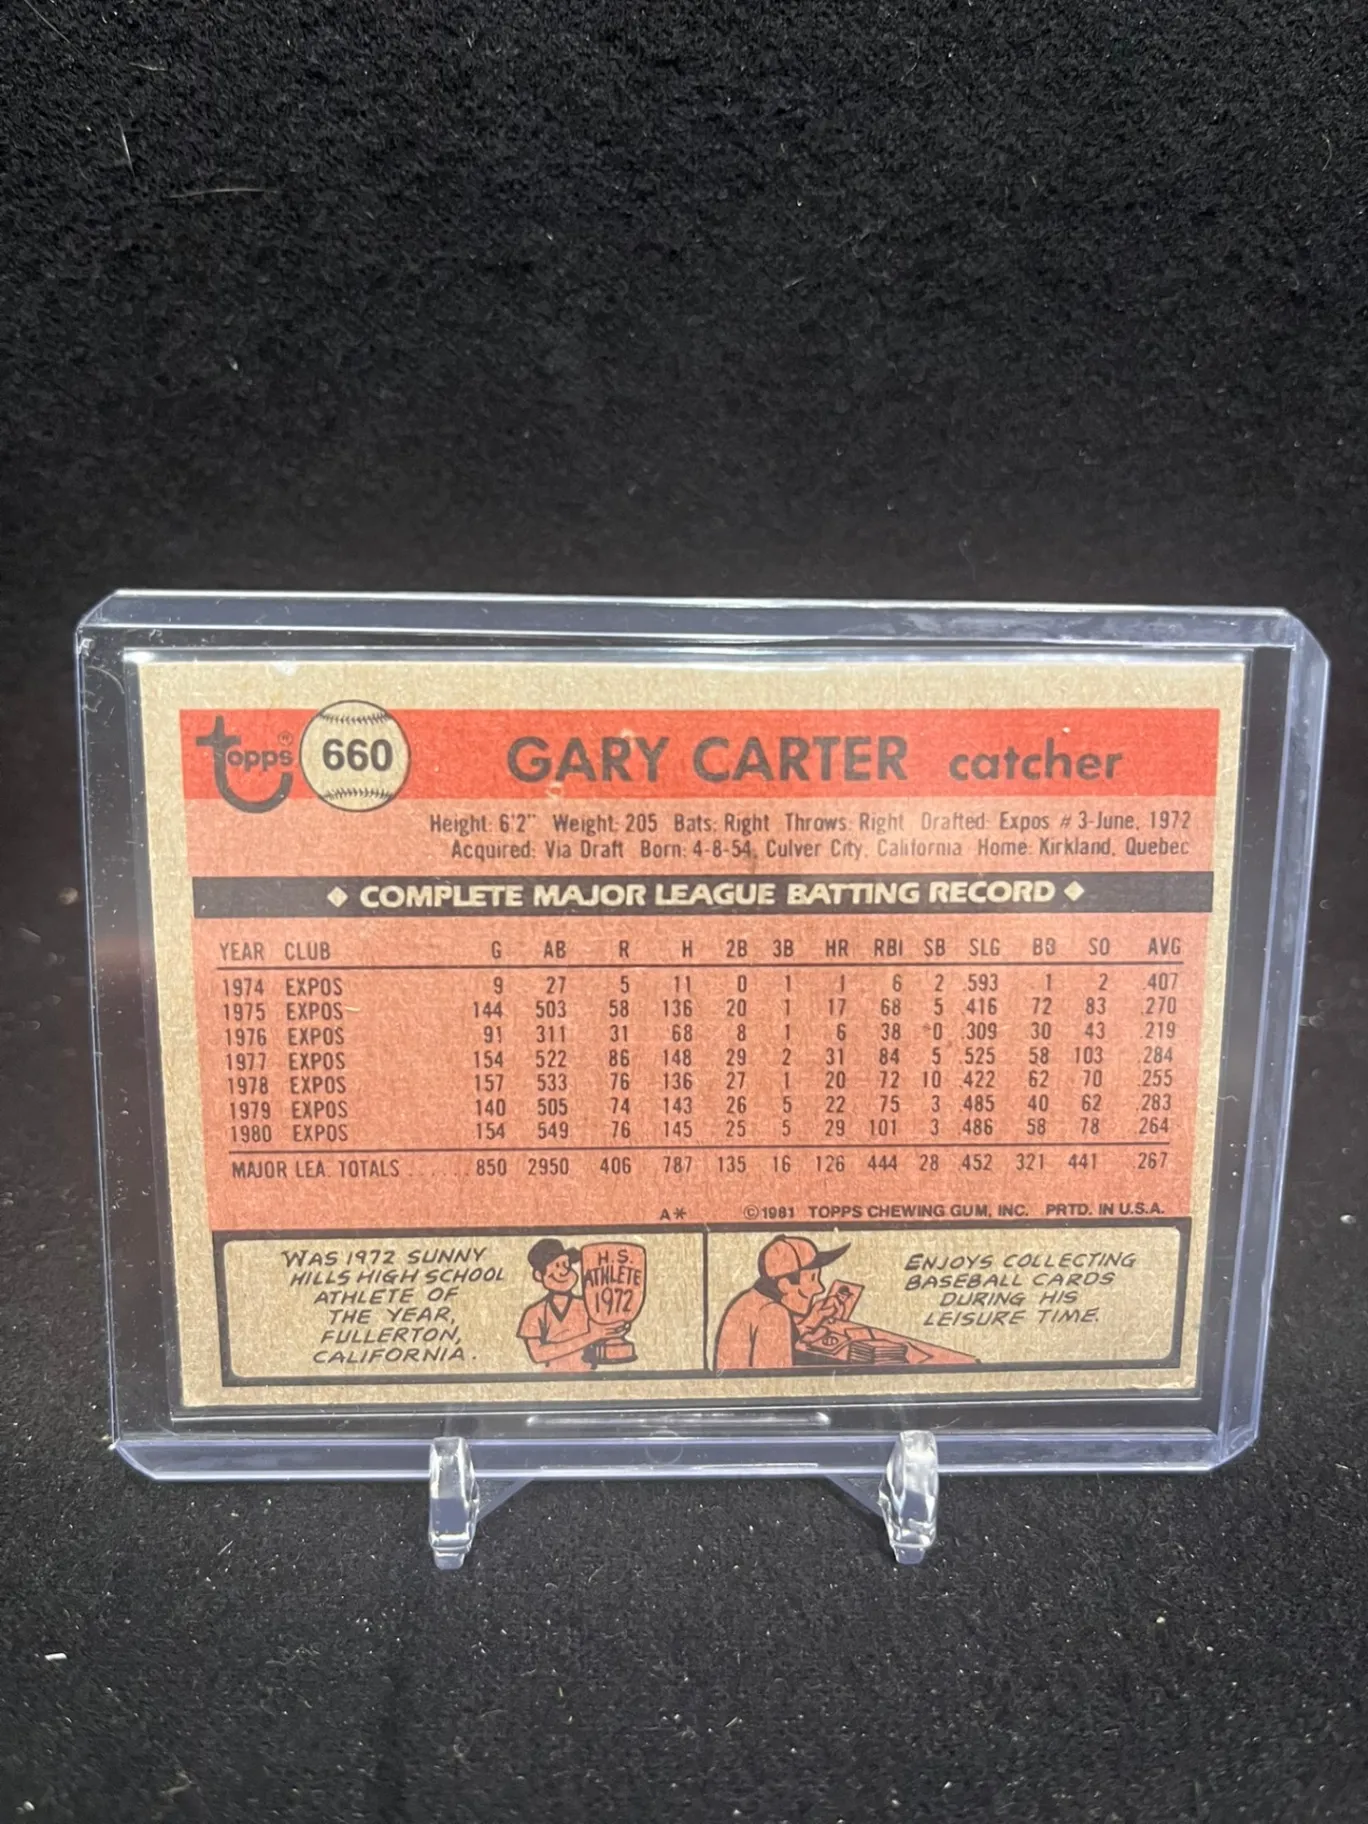 topps® 660 GARY CARTER catcher
Height: 6'2" Weight: 205 Bats: Right Throws: Right Drafted: Expos #3-June, 1972
Acquired: Via Draft Born: 4-8-54, Culver City, California Home: Kirkland, Quebec
◆ COMPLETE MAJOR LEAGUE BATTING RECORD ◆
YEAR CLUB G AB R H 2B 3B HR RBI SB SLG BB SO AVG
1974 EXPOS 9 27 5 11 0 1 1 6 2 .593 1 2 .407
1975 EXPOS 144 503 58 136 20 1 17 68 5 .416 72 83 .270
1976 EXPOS 91 311 31 68 8 1 6 38 0 .309 30 43 .219
1977 EXPOS 154 522 86 148 29 2 31 84 5 .525 58 103 .284
1978 EXPOS 157 533 76 136 27 1 20 72 10 .422 62 70 .255
1979 EXPOS 140 505 74 143 26 5 22 75 3 .485 40 62 .283
1980 EXPOS 154 549 76 145 25 5 29 101 3 .486 58 78 .264
MAJOR LEA. TOTALS ...... 850 2950 406 787 135 16 126 444 28 .452 321 441 .267
A* ©1981 TOPPS CHEWING GUM, INC. PRTD. IN U.S.A.
WAS 1972 SUNNY
HILLS HIGH SCHOOL
ATHLETE OF
THE YEAR,
FULLERTON,
CALIFORNIA.
H.S.
ATHLETE
1972
ENJOYS COLLECTING
BASEBALL CARDS
DURING HIS
LEISURE TIME.